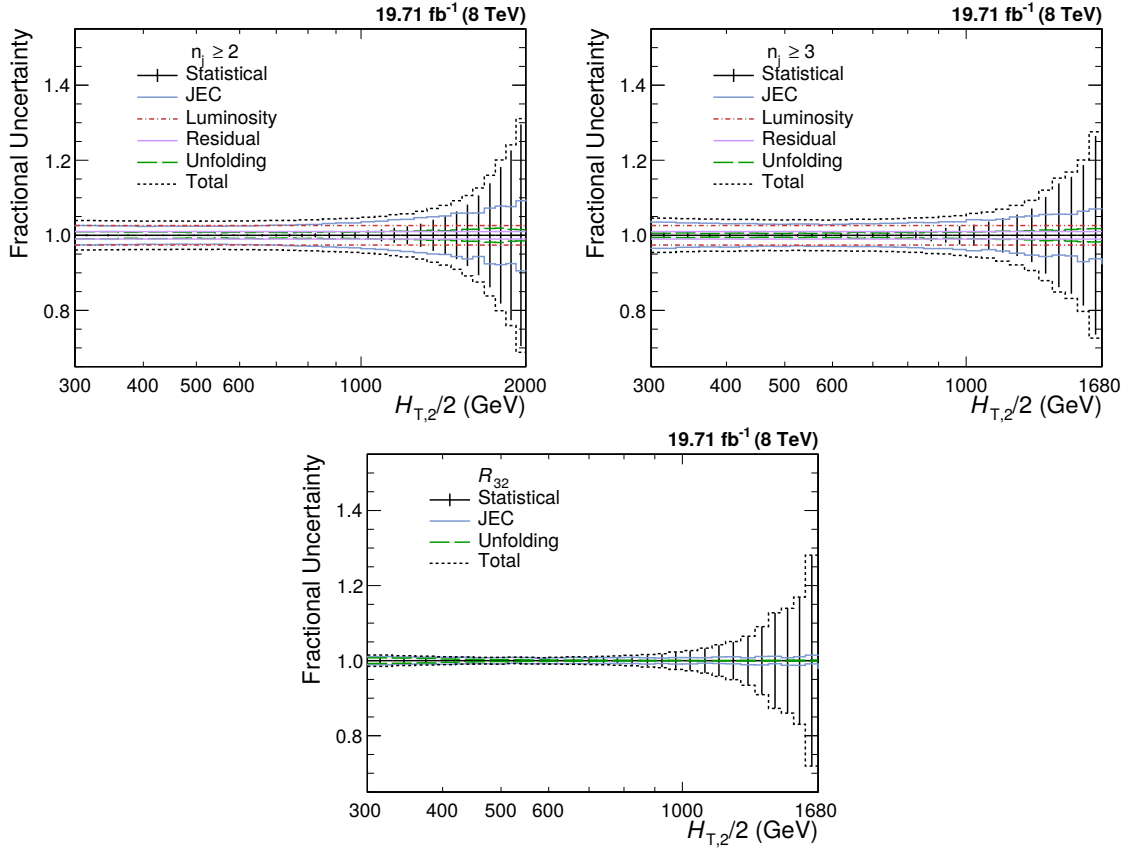 19.71 fb⁻¹ (8 TeV)
Fractional Uncertainty
nⱼ ≥ 2
Statistical
JEC
Luminosity
Residual
Unfolding
Total
1.4
1.2
1.0
0.8
300 400 500 600 1000 2000
H_T,2/2 (GeV)
19.71 fb⁻¹ (8 TeV)
Fractional Uncertainty
nⱼ ≥ 3
Statistical
JEC
Luminosity
Residual
Unfolding
Total
1.4
1.2
1.0
0.8
300 400 500 600 1000 1680
H_T,2/2 (GeV)
19.71 fb⁻¹ (8 TeV)
Fractional Uncertainty
R₃₂
Statistical
JEC
Unfolding
Total
1.4
1.2
1.0
0.8
300 400 500 600 1000 1680
H_T,2/2 (GeV)